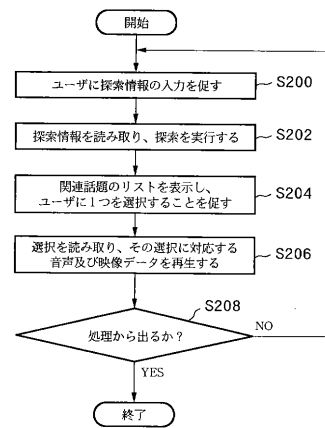 開始
ユーザに探索情報の入力を促す
S200
探索情報を読み取り、探索を実行する
S202
関連話題のリストを表示し、
ユーザに1つを選択することを促す
S204
選択を読み取り、その選択に対応する
音声及び映像データを再生する
S206
S208
処理から出るか？
NO
YES
終了